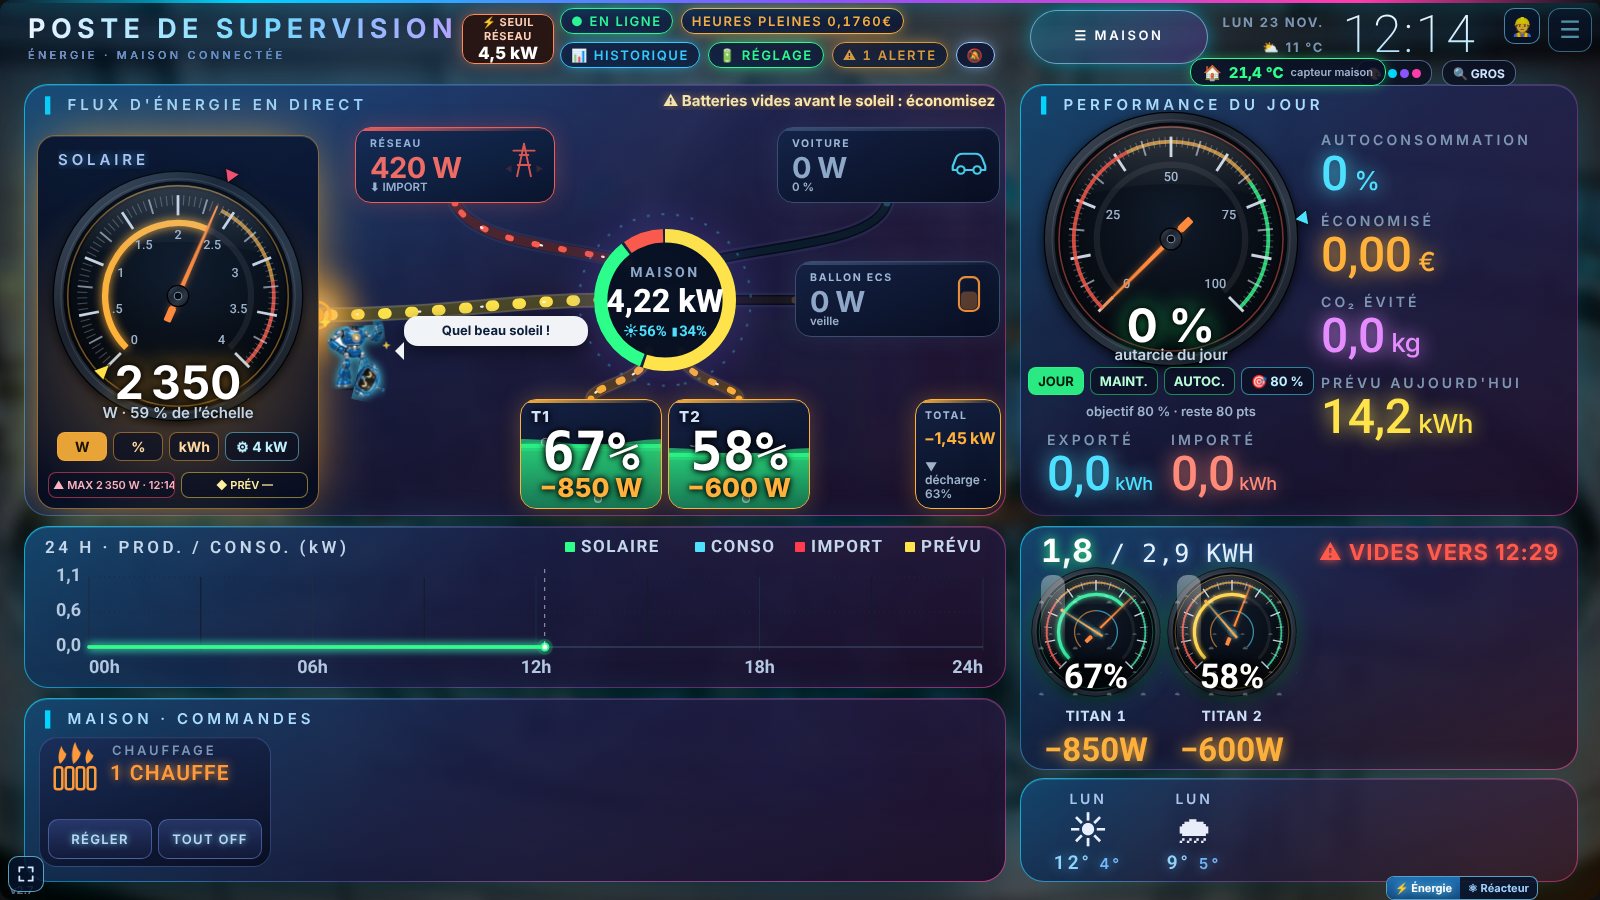 POSTE DE SUPERVISION
ÉNERGIE · MAISON CONNECTÉE
⚡ SEUIL
RÉSEAU
4,5 kW
EN LIGNE
HEURES PLEINES 0,1760€
HISTORIQUE
RÉGLAGE
1 ALERTE
☰ MAISON
LUN 23 NOV.
11 °C
12:14
21,4 °C capteur maison
GROS
FLUX D'ÉNERGIE EN DIRECT
⚠ Batteries vides avant le soleil : économisez
SOLAIRE
0
.5
1
1.5
2
2.5
3
3.5
4
2 350
W · 59 % de l'échelle
W
%
kWh
⚙ 4 kW
▲ MAX 2 350 W · 12:14
◆ PRÉV —
RÉSEAU
420 W
⬇ IMPORT
VOITURE
0 W
0 %
MAISON
4,22 kW
☀56% ▮34%
BALLON ECS
0 W
veille
Quel beau soleil !
T1
67%
−850 W
T2
58%
−600 W
TOTAL
−1,45 kW
▼
décharge ·
63%
PERFORMANCE DU JOUR
0
25
50
75
100
0 %
autarcie du jour
JOUR
MAINT.
AUTOC.
80 %
objectif 80 % · reste 80 pts
EXPORTÉ
0,0 kWh
IMPORTÉ
0,0 kWh
AUTOCONSOMMATION
0 %
ÉCONOMISÉ
0,00 €
CO₂ ÉVITÉ
0,0 kg
PRÉVU AUJOURD'HUI
14,2 kWh
24 H · PROD. / CONSO. (kW)
SOLAIRE
CONSO
IMPORT
PRÉVU
1,1
0,6
0,0
00h
06h
12h
18h
24h
1,8 / 2,9 KWH
⚠ VIDES VERS 12:29
67%
58%
TITAN 1
TITAN 2
−850W
−600W
MAISON · COMMANDES
CHAUFFAGE
1 CHAUFFE
RÉGLER
TOUT OFF
LUN
12° 4°
LUN
9° 5°
⚡ Énergie
⚛ Réacteur